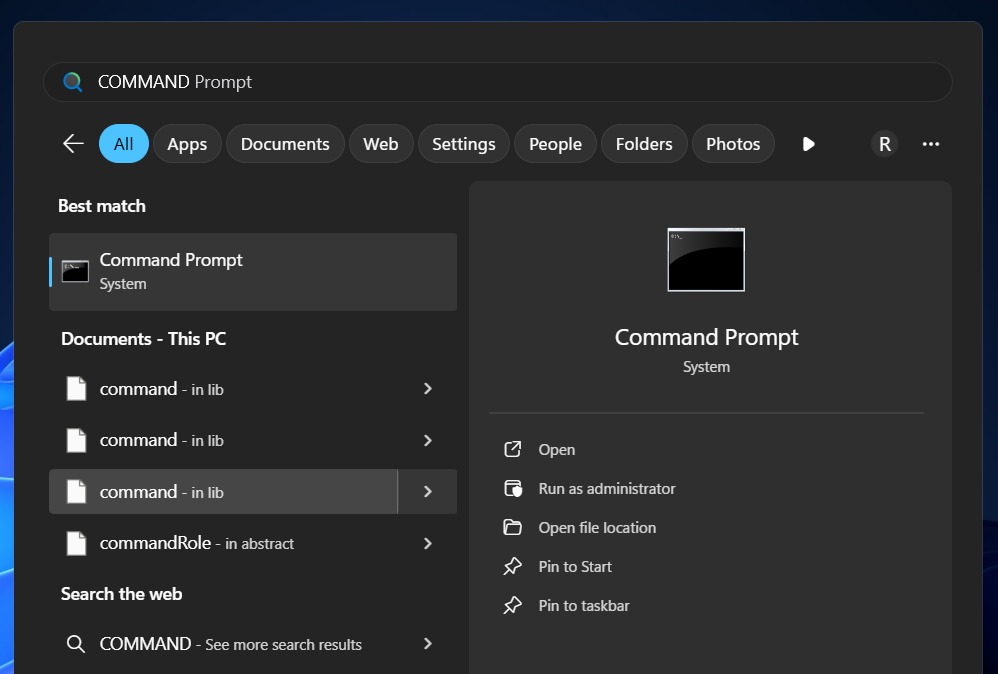 COMMAND Prompt
All Apps Documents Web Settings People Folders Photos R
Best match
Command Prompt
System
Documents - This PC
command - in lib
command - in lib
command - in lib
commandRole - in abstract
Search the web
COMMAND - See more search results
Command Prompt
System
Open
Run as administrator
Open file location
Pin to Start
Pin to taskbar